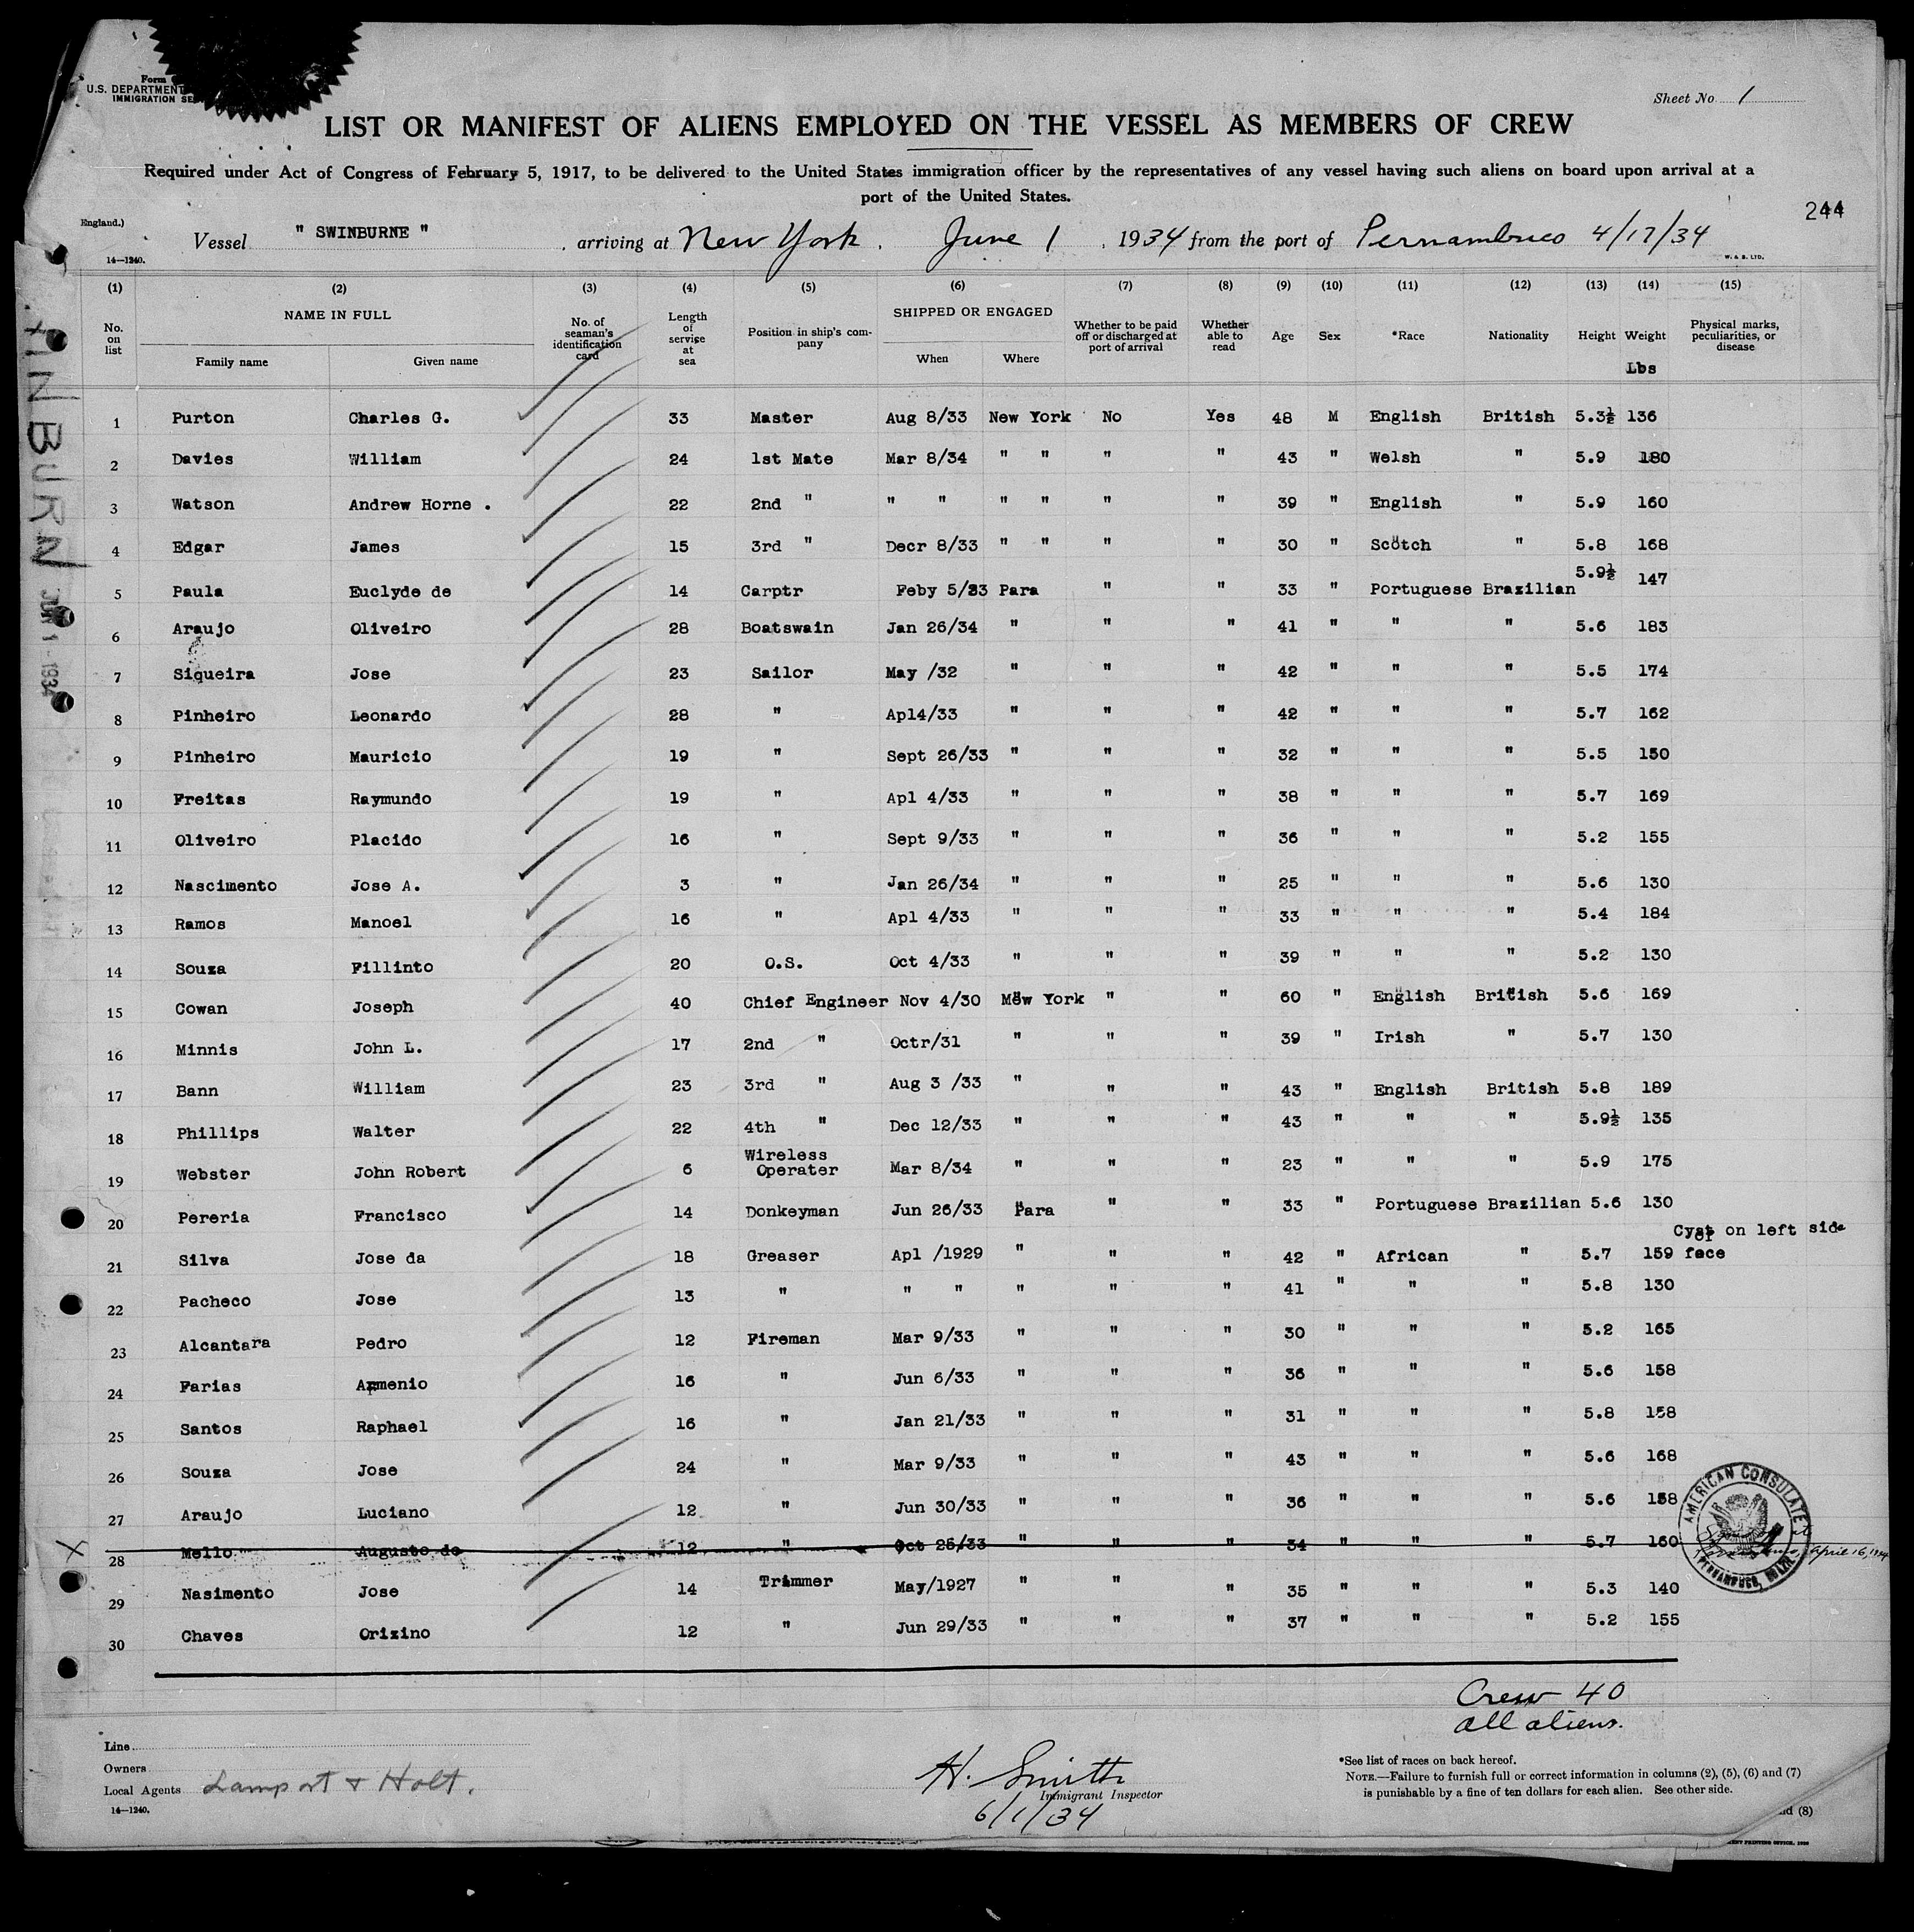 Form
U.S. DEPARTMENT
IMMIGRATION SE
Sheet No. 1
LIST OR MANIFEST OF ALIENS EMPLOYED ON THE VESSEL AS MEMBERS OF CREW
Required under Act of Congress of February 5, 1917, to be delivered to the United States immigration officer by the representatives of any vessel having such aliens on board upon arrival at a
port of the United States.
244
England.)
Vessel " SWINBURNE " , arriving at New York , June 1 , 1934 from the port of Pernambuco 4/17/34
14—1240.
W. & S. LTD.
(1) (2) (3) (4) (5) (6) (7) (8) (9) (10) (11) (12) (13) (14) (15)
No. on list NAME IN FULL Family name Given name No. of seaman's identification card Length of service at sea Position in ship's company SHIPPED OR ENGAGED When Where Whether to be paid off or discharged at port of arrival Whether able to read Age Sex *Race Nationality Height Weight Lbs Physical marks, peculiarities, or disease
1 Purton Charles G. 33 Master Aug 8/33 New York No Yes 48 M English British 5.3½ 136
2 Davies William 24 1st Mate Mar 8/34 " " " " 43 " Welsh " 5.9 180
3 Watson Andrew Horne . 22 2nd " " " " " " " 39 " English " 5.9 160
4 Edgar James 15 3rd " Decr 8/33 " " " " 30 " Scotch " 5.8 168
5 Paula Euclyde de 14 Carptr Feby 5/33 Para " " 33 " Portuguese Brazilian 5.9½ 147
6 Araujo Oliveiro 28 Boatswain Jan 26/34 " " " 41 " " " 5.6 183
7 Siqueira Jose 23 Sailor May /32 " " " 42 " " " 5.5 174
8 Pinheiro Leonardo 28 " Apl4/33 " " " 42 " " " 5.7 162
9 Pinheiro Mauricio 19 " Sept 26/33 " " " 32 " " " 5.5 150
10 Freitas Raymundo 19 " Apl 4/33 " " " 38 " " " 5.7 169
11 Oliveiro Placido 16 " Sept 9/33 " " " 36 " " " 5.2 155
12 Nascimento Jose A. 3 " Jan 26/34 " " " 25 " " " 5.6 130
13 Ramos Manoel 16 " Apl 4/33 " " " 33 " " " 5.4 184
14 Souza Fillinto 20 O.S. Oct 4/33 " " " 39 " " " 5.2 130
15 Cowan Joseph 40 Chief Engineer Nov 4/30 New York " " 60 " English British 5.6 169
16 Minnis John L. 17 2nd " Octr/31 " " " 39 " Irish " 5.7 130
17 Bann William 23 3rd " Aug 3 /33 " " " 43 " English British 5.8 189
18 Phillips Walter 22 4th " Dec 12/33 " " " 43 " " " 5.9½ 135
19 Webster John Robert 6 Wireless Operater Mar 8/34 " " " 23 " " " 5.9 175
20 Pereria Francisco 14 Donkeyman Jun 26/33 Para " " 33 " Portuguese Brazilian 5.6 130
21 Silva Jose da 18 Greaser Apl /1929 " " " 42 " African " 5.7 159 Cyst on left side of face
22 Pacheco Jose 13 " " " " " " 41 " " " 5.8 130
23 Alcantara Pedro 12 Fireman Mar 9/33 " " " 30 " " " 5.2 165
24 Farias Armenio 16 " Jun 6/33 " " " 36 " " " 5.6 158
25 Santos Raphael 16 " Jan 21/33 " " " 31 " " " 5.8 158
26 Souza Jose 24 " Mar 9/33 " " " 43 " " " 5.6 168
27 Araujo Luciano 12 " Jun 30/33 " " " 36 " " " 5.6 158
X 28 Mello Augusto de 12 " Oct 25/33 " " " 34 " " " 5.7 160
29 Nasimento Jose 14 Trimmer May/1927 " " " 35 " " " 5.3 140
30 Chaves Orizino 12 " Jun 29/33 " " " 37 " " " 5.2 155
AMERICAN CONSULATE
PERNAMBUCO, BRAZIL
April 16, 1934
JUN 1 - 1934
Crew 40
all aliens.
Line
Owners
Local Agents Lamport & Holt.
14—1240.
H. Smith
Immigrant Inspector
6/1/34
*See list of races on back hereof.
NOTE.—Failure to furnish full or correct information in columns (2), (5), (6) and (7)
is punishable by a fine of ten dollars for each alien. See other side.
nd (8)
MENT PRINTING OFFICE.